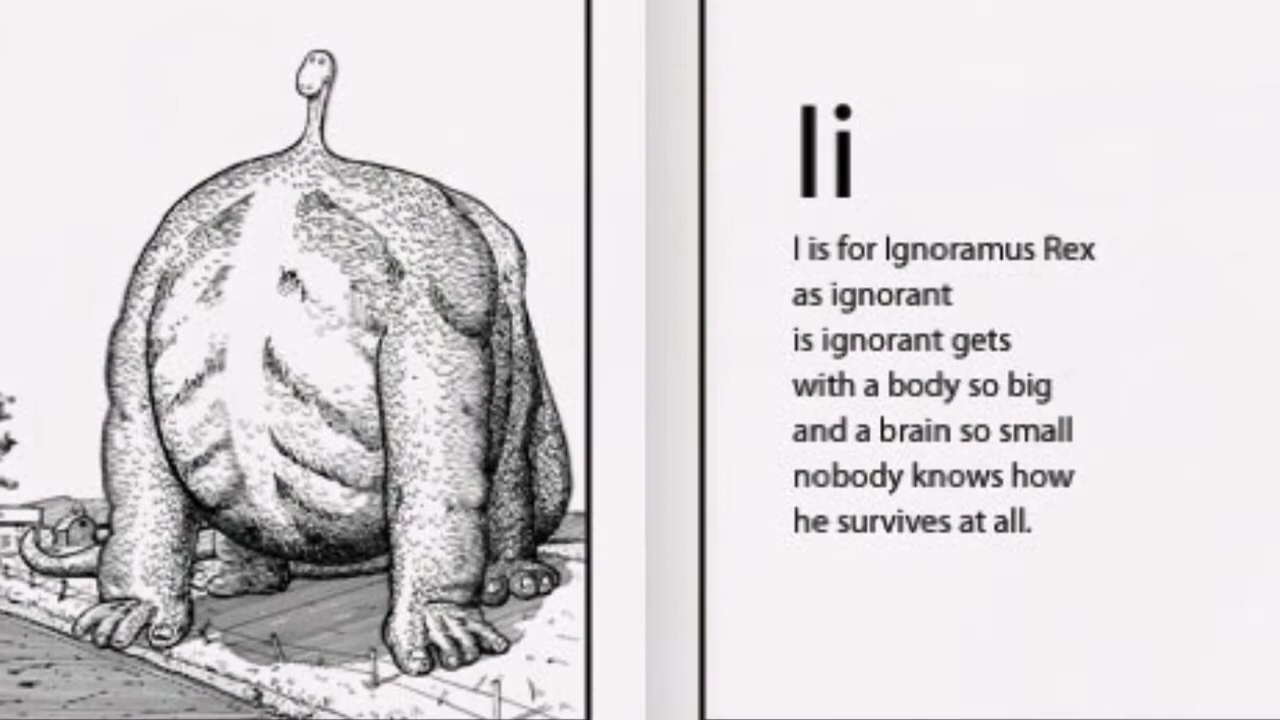 Ii
I is for Ignoramus Rex
as ignorant
is ignorant gets
with a body so big
and a brain so small
nobody knows how
he survives at all.